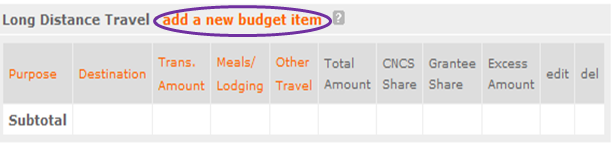 Long Distance Travel add a new budget item ?
Purpose Destination Trans. Amount Meals/ Lodging Other Travel Total Amount CNCS Share Grantee Share Excess Amount edit del
Subtotal